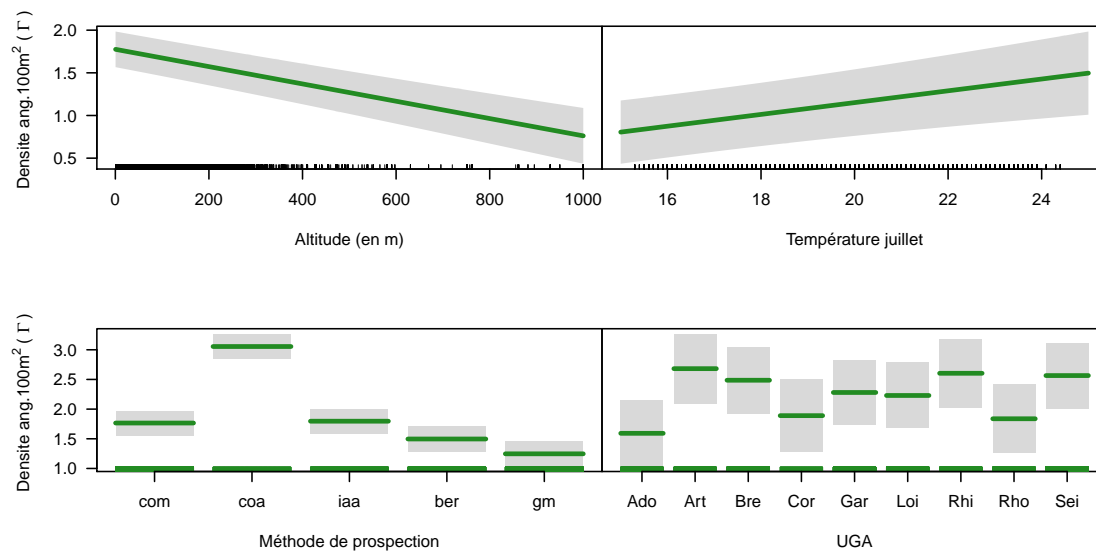 Densite ang.100m² ( Γ )
2.0
1.5
1.0
0.5
0 200 400 600 800 1000
Altitude (en m)
16 18 20 22 24
Température juillet
Densite ang.100m² ( Γ )
3.0
2.5
2.0
1.5
1.0
com coa iaa ber gm
Méthode de prospection
Ado Art Bre Cor Gar Loi Rhi Rho Sei
UGA